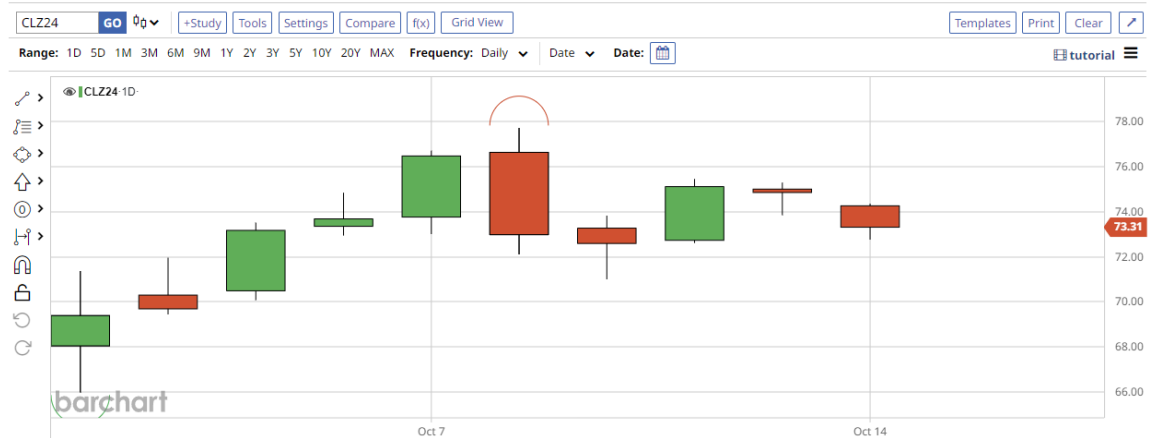 CLZ24 GO +Study Tools Settings Compare f(x) Grid View Templates Print Clear
Range: 1D 5D 1M 3M 6M 9M 1Y 2Y 3Y 5Y 10Y 20Y MAX Frequency: Daily Date Date: tutorial
CLZ24·1D·
78.00
76.00
74.00
73.31
72.00
70.00
68.00
66.00
barchart
Oct 7 Oct 14